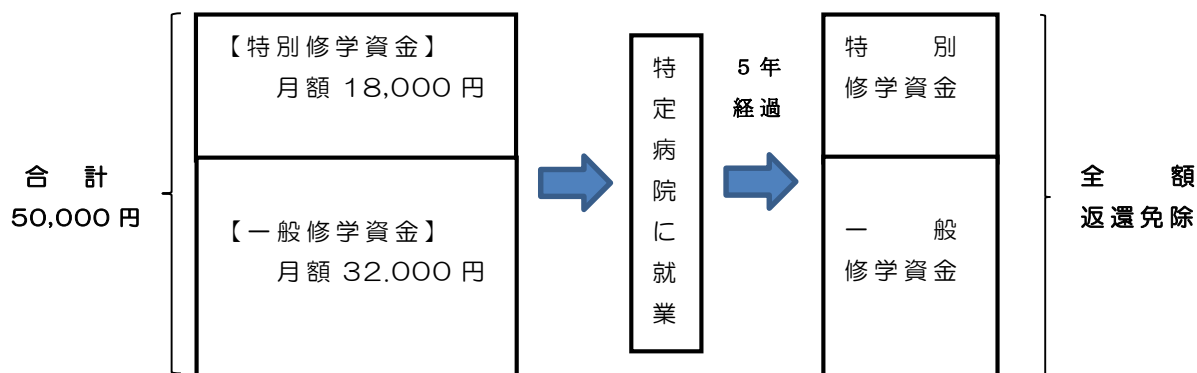 合計
50,000円
【特別修学資金】
月額 18,000円
【一般修学資金】
月額 32.000円
特定病院に就業
5年
経過
特別
修学資金
一般
修学資金
全額
返還免除